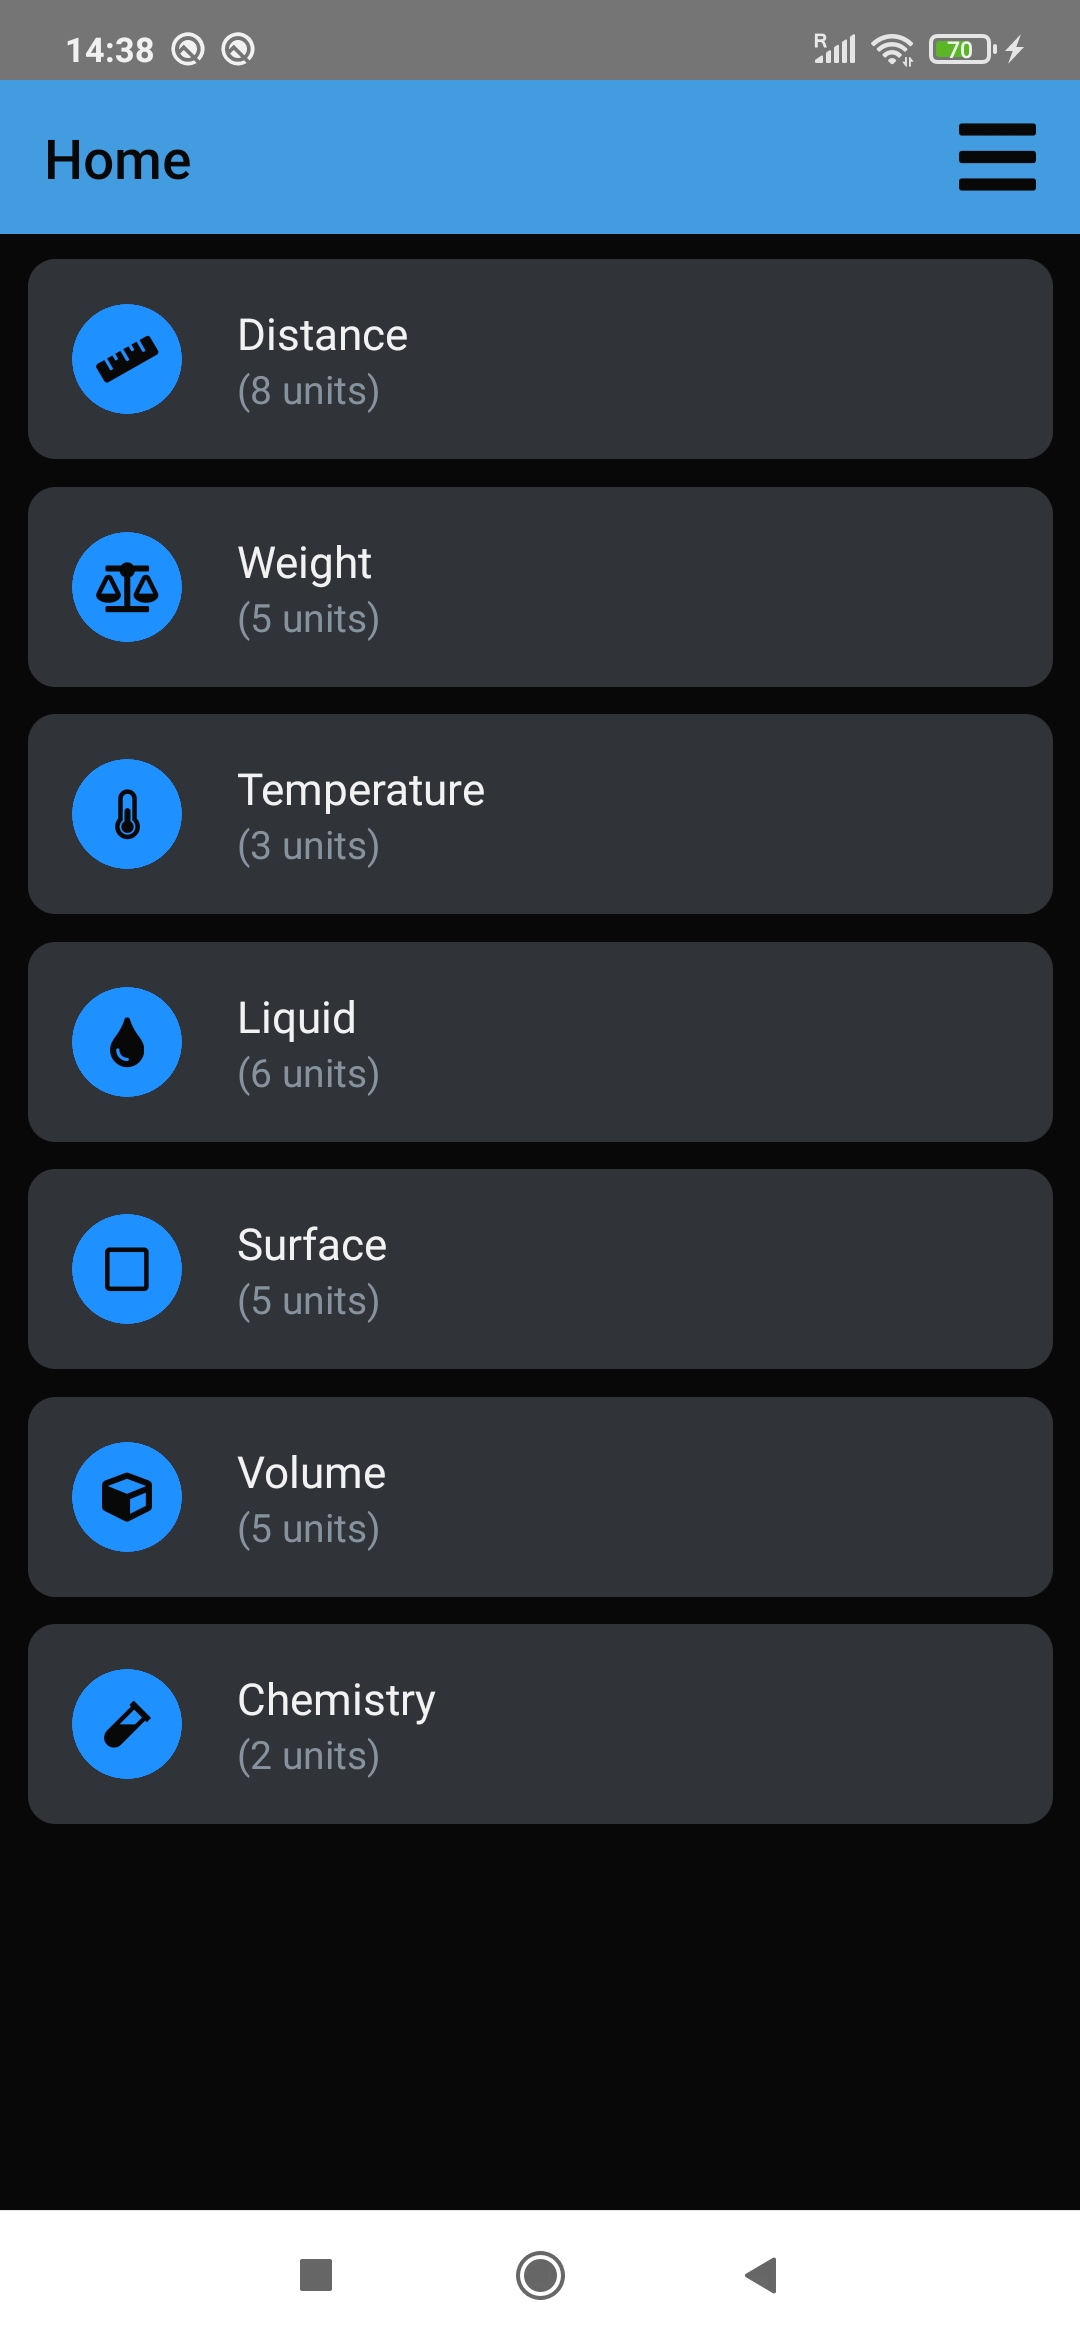 14:38
R
70
Home
Distance
(8 units)
Weight
(5 units)
Temperature
(3 units)
Liquid
(6 units)
Surface
(5 units)
Volume
(5 units)
Chemistry
(2 units)